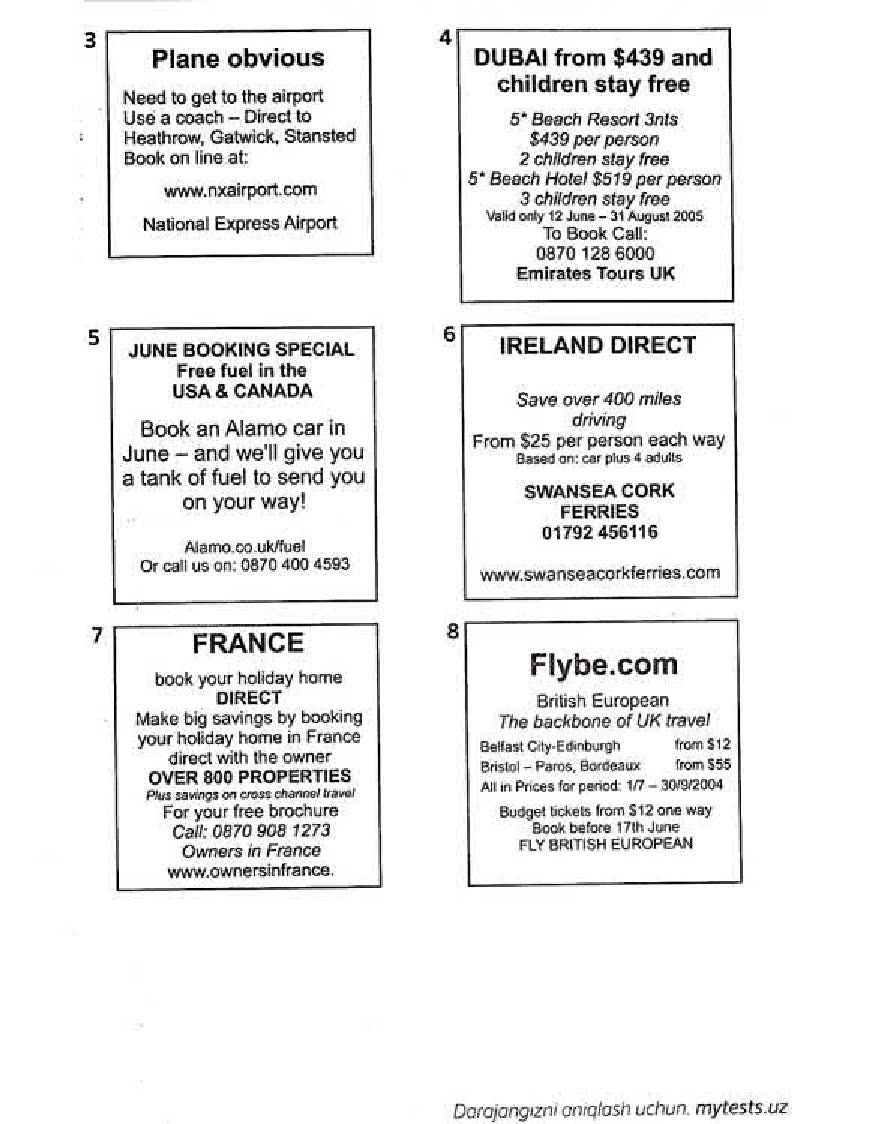 3
Plane obvious
Need to get to the airport
Use a coach – Direct to
Heathrow, Gatwick, Stansted
Book on line at:
www.nxairport.com
National Express Airport
4
DUBAI from $439 and
children stay free
5* Beach Resort 3nts
$439 per person
2 children stay free
5* Beach Hotel $519 per person
3 children stay free
Valid only 12 June – 31 August 2005
To Book Call:
0870 128 6000
Emirates Tours UK
5
JUNE BOOKING SPECIAL
Free fuel in the
USA & CANADA
Book an Alamo car in
June – and we'll give you
a tank of fuel to send you
on your way!
Alamo.co.uk/fuel
Or call us on: 0870 400 4593
6
IRELAND DIRECT
Save over 400 miles
driving
From $25 per person each way
Based on: car plus 4 adults
SWANSEA CORK
FERRIES
01792 456116
www.swanseacorkferries.com
7
FRANCE
book your holiday home
DIRECT
Make big savings by booking
your holiday home in France
direct with the owner
OVER 800 PROPERTIES
Plus savings on cross channel travel
For your free brochure
Call: 0870 908 1273
Owners in France
www.ownersinfrance.
8
Flybe.com
British European
The backbone of UK travel
Belfast City-Edinburgh from $12
Bristol – Paros, Bordeaux from $55
All in Prices for period: 1/7 – 30/9/2004
Budget tickets from $12 one way
Book before 17th June
FLY BRITISH EUROPEAN
Darajangizni aniqlash uchun. mytests.uz